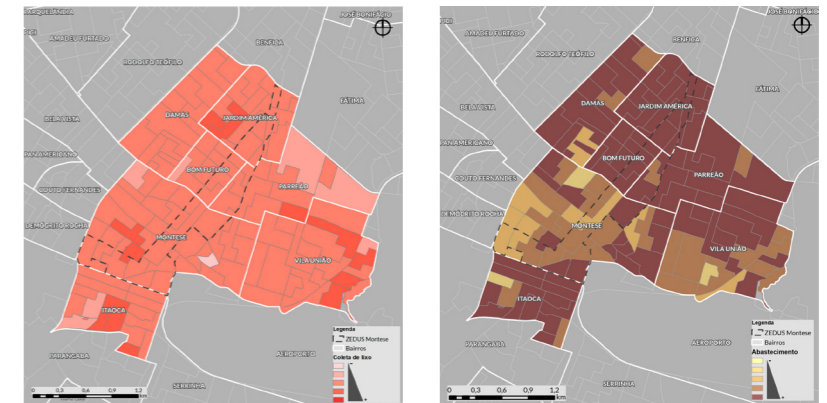 PARQUELÂNDIA
JOSÉ BONIFÁCIO
AMADEU FURTADO
BENFICA
RODOLFO TEÓFILO
FÁTIMA
DAMAS
BELA VISTA
JARDIM AMÉRICA
PAN AMERICANO
BOM FUTURO
COUTO FERNANDES
PARREÃO
DEMÓCRITO ROCHA
MONTESE
VILA UNIÃO
ITAOCA
PARANGABA
AEROPORTO
SERRINHA
Legenda
ZEDUS Montese
Bairros
Coleta de lixo
- +
0 0,3 0,6 0,9 1,2
km
JOSÉ BONIFÁCIO
AMADEU FURTADO
BENFICA
RODOLFO TEÓFILO
FÁTIMA
DAMAS
BELA VISTA
JARDIM AMÉRICA
PANAMERICANO
BOM FUTURO
COUTO FERNANDES
PARREÃO
DEMÓCRITO ROCHA
MONTESE
VILA UNIÃO
ITAOCA
PARANGABA
AEROPORTO
SERRINHA
Legenda
ZEDUS Montese
Bairros
Abastecimento
- +
0 0,3 0,6 0,9 1,2
km